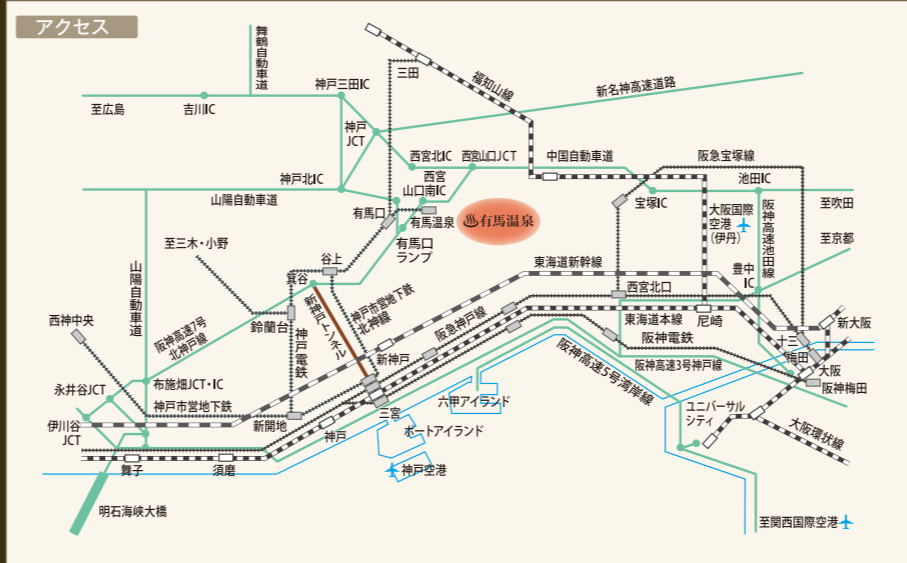 アクセス
舞鶴自動車道
三田
福知山線
新名神高速道路
神戸三田IC
至広島
吉川IC
神戸
JCT
西宮北IC
西宮山口JCT
中国自動車道
阪急宝塚線
神戸北IC
西宮
山口南IC
池田IC
山陽自動車道
有馬口
有馬温泉
有馬温泉
宝塚IC
大阪国際
空港
(伊丹)
阪神高速池田線
至吹田
至京都
有馬口
ランプ
至三木・小野
谷上
東海道新幹線
豊中
IC
山陽自動車道
箕谷
神戸市営地下鉄
北神線
西宮北口
西神中央
阪神高速7号
北神戸線
鈴蘭台
神戸電鉄
新神戸トンネル
阪急神戸線
東海道本線
尼崎
新大阪
新神戸
阪神電鉄
十三
梅田
大阪
永井谷JCT
布施畑JCT・IC
阪神高速3号神戸線
阪神高速5号湾岸線
阪神梅田
神戸市営地下鉄
六甲アイランド
ユニバーサル
シティ
伊川谷
JCT
新開地
三宮
神戸
ポートアイランド
大阪環状線
舞子
須磨
神戸空港
明石海峡大橋
至関西国際空港